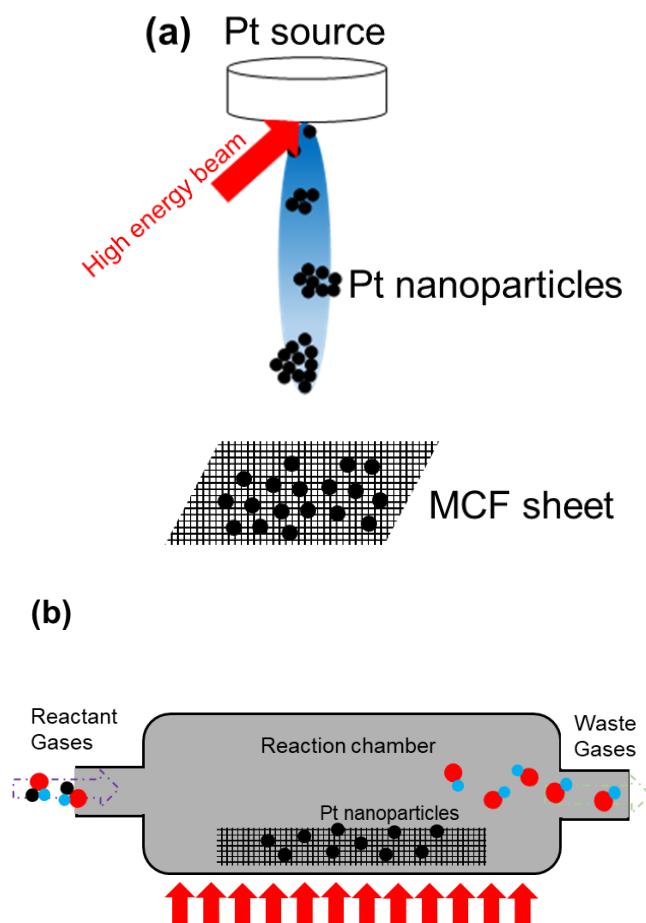 (a) Pt source
High energy beam
Pt nanoparticles
MCF sheet
(b)
Reactant
Gases
Reaction chamber
Waste
Gases
Pt nanoparticles